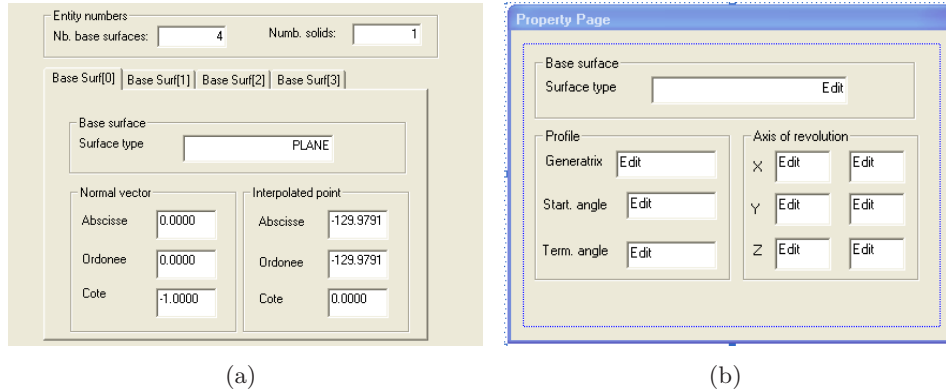 Entity numbers
Nb. base surfaces: 4 Numb. solids: 1
Base Surf[0] Base Surf[1] Base Surf[2] Base Surf[3]
Base surface
Surface type PLANE
Normal vector
Abscisse 0.0000
Ordonee 0.0000
Cote -1.0000
Interpolated point
Abscisse -129.9791
Ordonee -129.9791
Cote 0.0000
(a)
Property Page
Base surface
Surface type Edit
Profile
Generatrix Edit
Start. angle Edit
Term. angle Edit
Axis of revolution
X Edit Edit
Y Edit Edit
Z Edit Edit
(b)